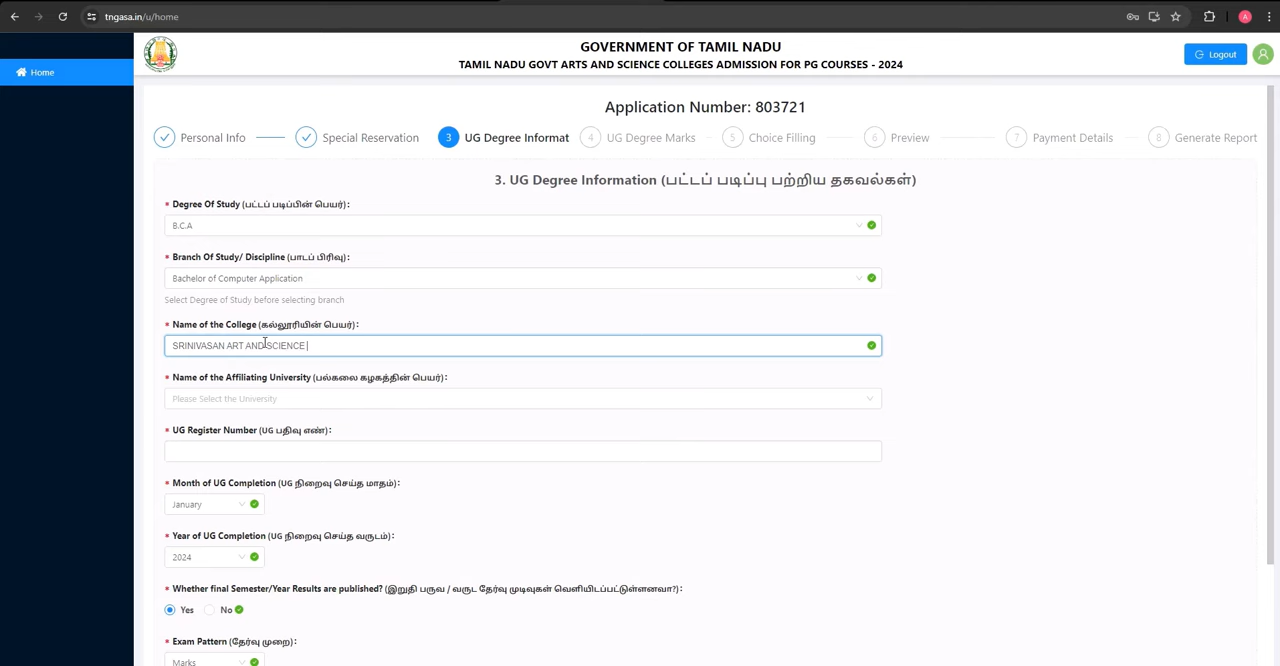 tngasa.in/u/home
A
Home
GOVERNMENT OF TAMIL NADU
TAMIL NADU GOVT ARTS AND SCIENCE COLLEGES ADMISSION FOR PG COURSES - 2024
Logout
Application Number: 803721
Personal Info
Special Reservation
3 UG Degree Informat
4 UG Degree Marks
5 Choice Filling
6 Preview
7 Payment Details
8 Generate Report
3. UG Degree Information (பட்டப் படிப்பு பற்றிய தகவல்கள்)
* Degree Of Study (பட்டப் படிப்பின் பெயர்):
B.C.A
* Branch Of Study/ Discipline (பாடப் பிரிவு):
Bachelor of Computer Application
Select Degree of Study before selecting branch
* Name of the College (கல்லூரியின் பெயர்):
SRINIVASAN ART AND SCIENCE
* Name of the Affiliating University (பல்கலை கழகத்தின் பெயர்):
Please Select the University
* UG Register Number (UG பதிவு எண்):
* Month of UG Completion (UG நிறைவு செய்த மாதம்):
January
* Year of UG Completion (UG நிறைவு செய்த வருடம்):
2024
* Whether final Semester/Year Results are published? (இறுதி பருவ / வருட தேர்வு முடிவுகள் வெளியிடப்பட்டுள்ளனவா?):
Yes No
* Exam Pattern (தேர்வு முறை):
Marks